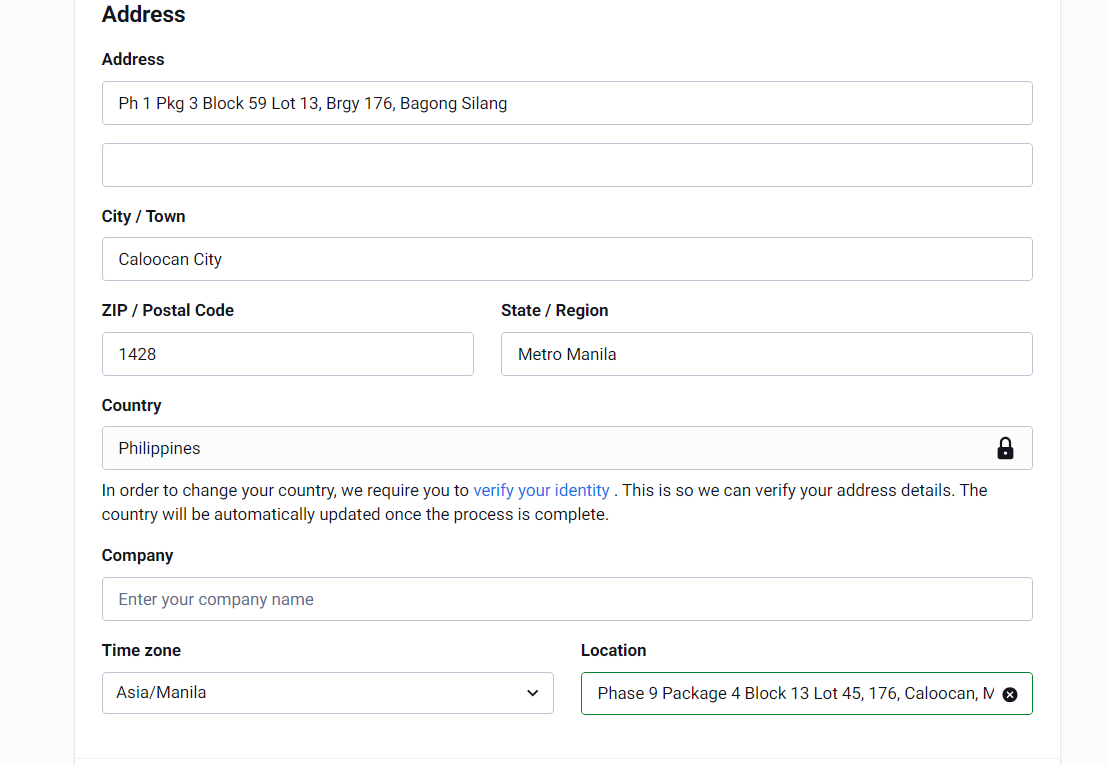 Address
Address
Ph 1 Pkg 3 Block 59 Lot 13, Brgy 176, Bagong Silang
City / Town
Caloocan City
ZIP / Postal Code
State / Region
1428
Metro Manila
Country
Philippines
In order to change your country, we require you to verify your identity . This is so we can verify your address details. The
country will be automatically updated once the process is complete.
Company
Enter your company name
Time zone
Location
Asia/Manila
Phase 9 Package 4 Block 13 Lot 45, 176, Caloocan, M